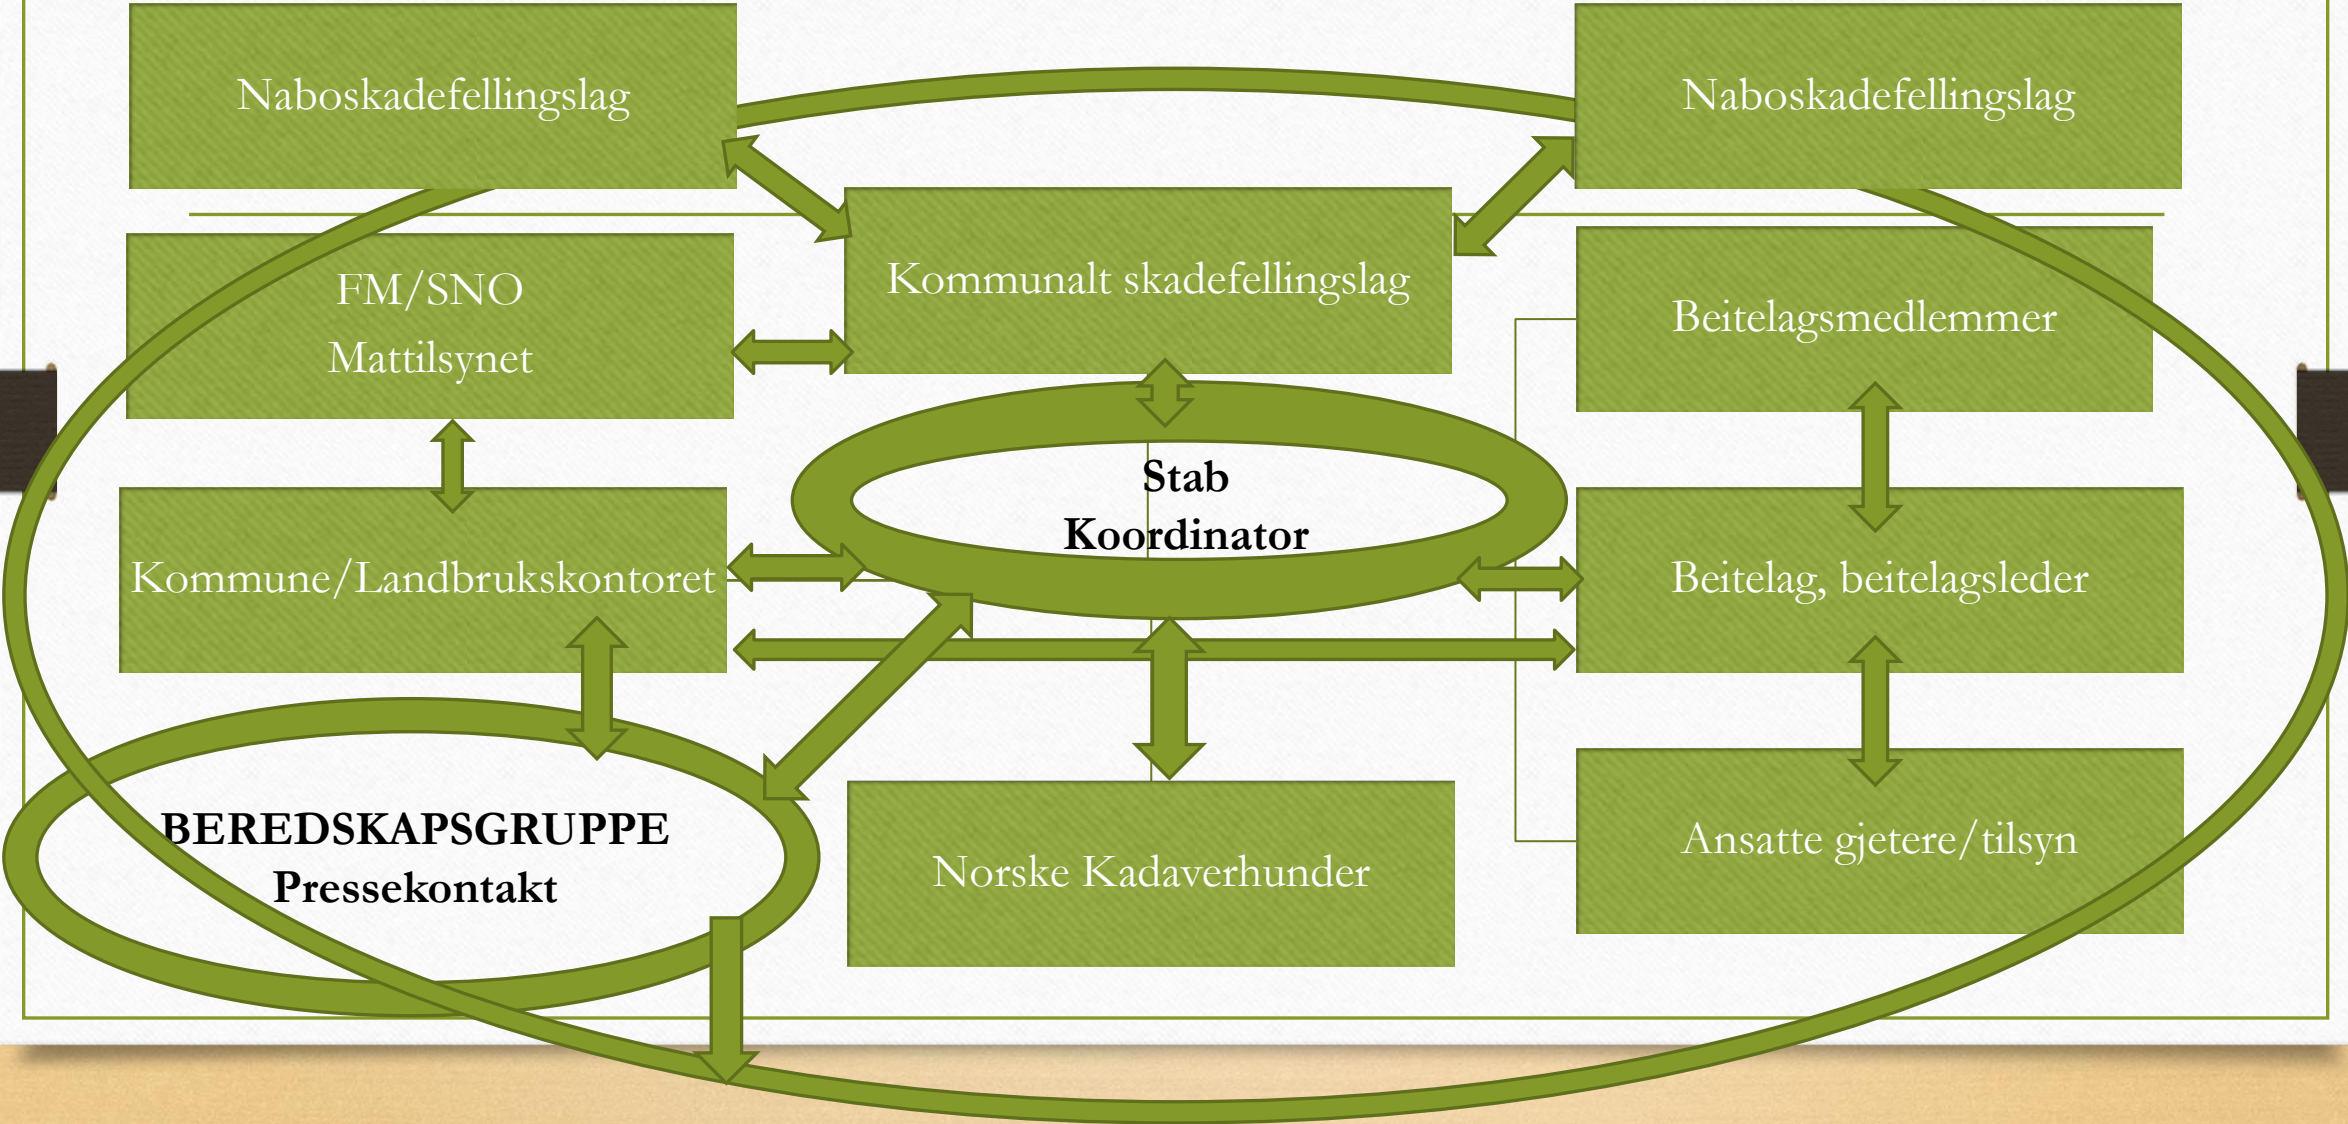 Naboskadefellingslag
Naboskadefellingslag
Kommunalt skadefellingslag
FM/SNO
Mattilsynet
Beitelagsmedlemmer
Stab
Koordinator
Kommune/Landbrukskontoret
Beitelag, beitelagsleder
BEREDSKAPSGRUPPE
Pressekontakt
Norske Kadaverhunder
Ansatte gjetere/tilsyn